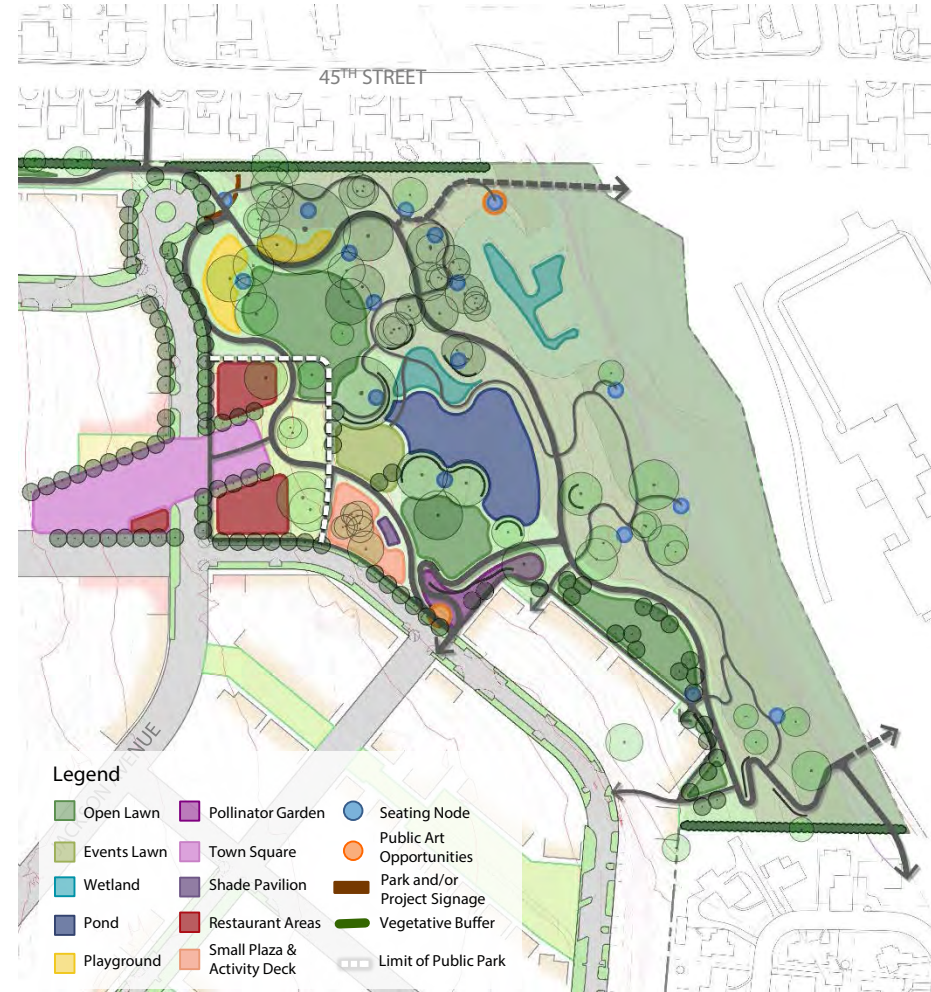 45TH STREET
Legend
Open Lawn
Events Lawn
Wetland
Pond
Playground
Pollinator Garden
Town Square
Shade Pavilion
Restaurant Areas
Small Plaza &
Activity Deck
Seating Node
Public Art
Opportunities
Park and/or
Project Signage
Vegetative Buffer
Limit of Public Park